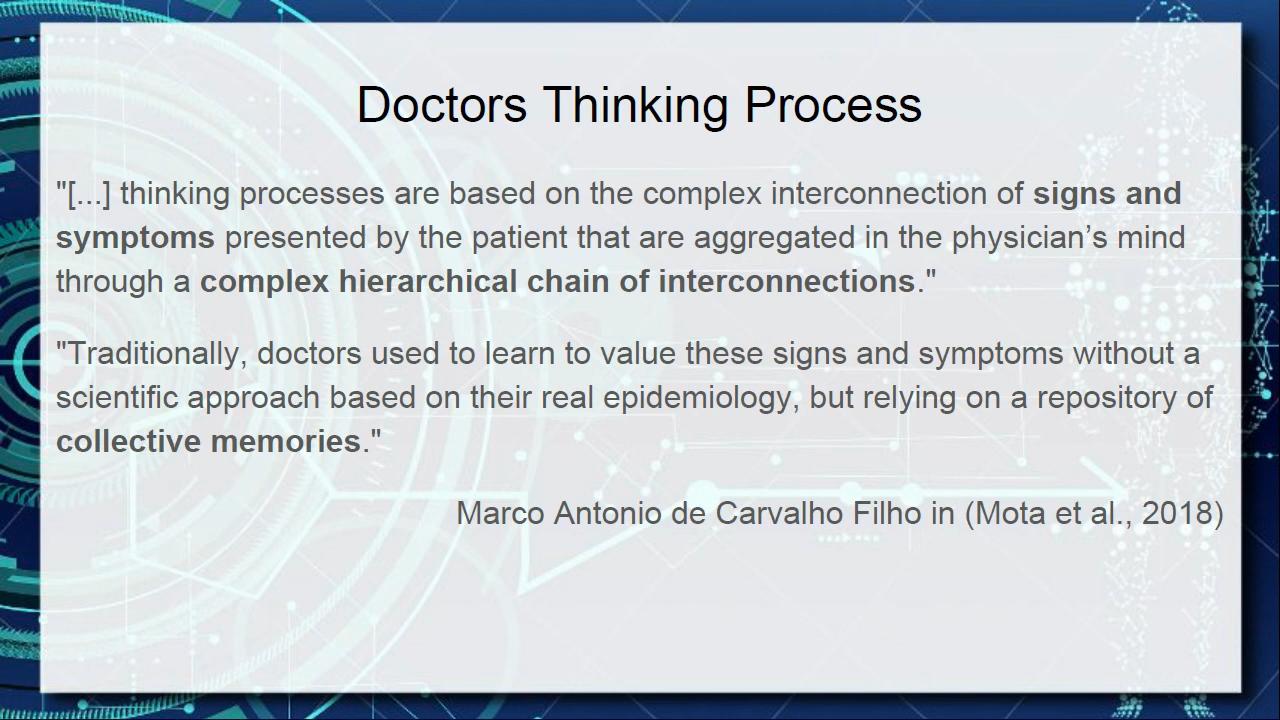 Doctors Thinking Process
"[...] thinking processes are based on the complex interconnection of signs and
symptoms presented by the patient that are aggregated in the physician’s mind
through a complex hierarchical chain of interconnections."
"Traditionally, doctors used to learn to value these signs and symptoms without a
scientific approach based on their real epidemiology, but relying on a repository of
collective memories."
Marco Antonio de Carvalho Filho in (Mota et al., 2018)